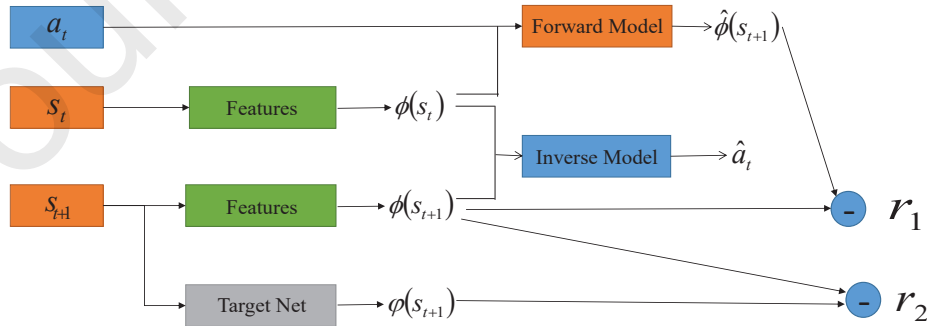 a_t
Forward Model
ϕ̂(s_{t+1})
s_t
Features
ϕ(s_t)
Inverse Model
â_t
s_{t+1}
Features
ϕ(s_{t+1})
-
r_1
Target Net
φ(s_{t+1})
-
r_2